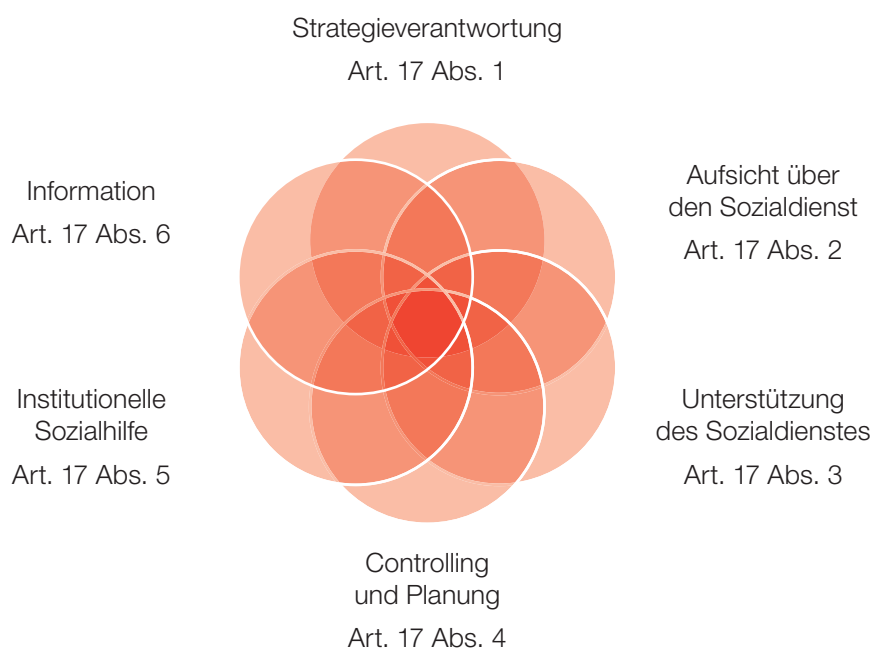 Strategieverantwortung
Art. 17 Abs. 1
Aufsicht über
den Sozialdienst
Art. 17 Abs. 2
Unterstützung
des Sozialdienstes
Art. 17 Abs. 3
Controlling
und Planung
Art. 17 Abs. 4
Institutionelle
Sozialhilfe
Art. 17 Abs. 5
Information
Art. 17 Abs. 6